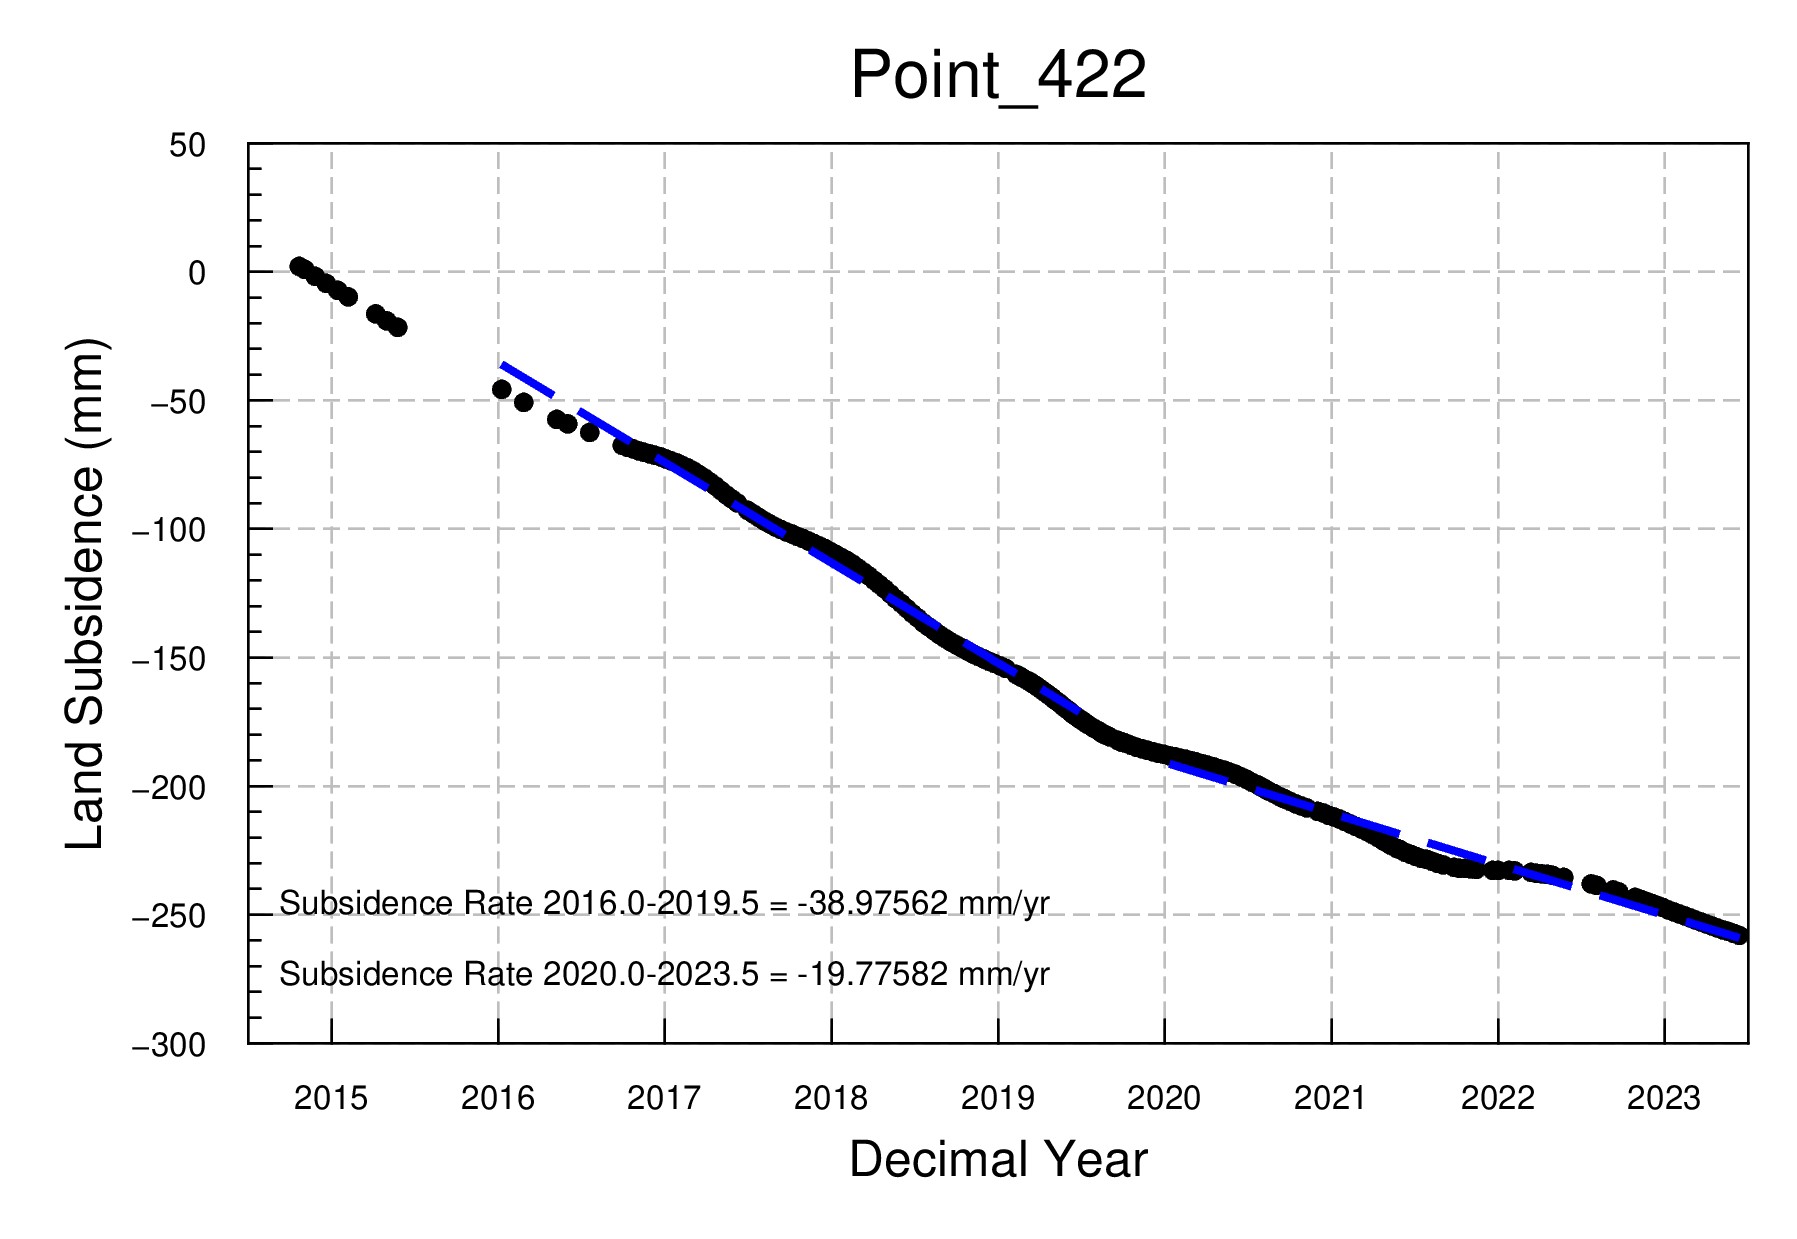 Point_422
50
0
−50
−100
−150
−200
−250
−300
Land Subsidence (mm)
Subsidence Rate 2016.0-2019.5 = -38.97562 mm/yr
Subsidence Rate 2020.0-2023.5 = -19.77582 mm/yr
2015 2016 2017 2018 2019 2020 2021 2022 2023
Decimal Year